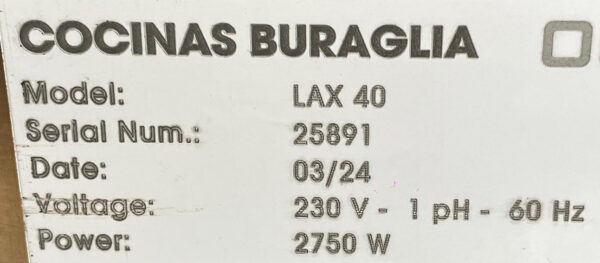 COCINAS BURAGLIA
Model: LAX 40
Serial Num.: 25891
Date: 03/24
Voltage: 230 V - 1 pH - 60 Hz
Power: 2750 W